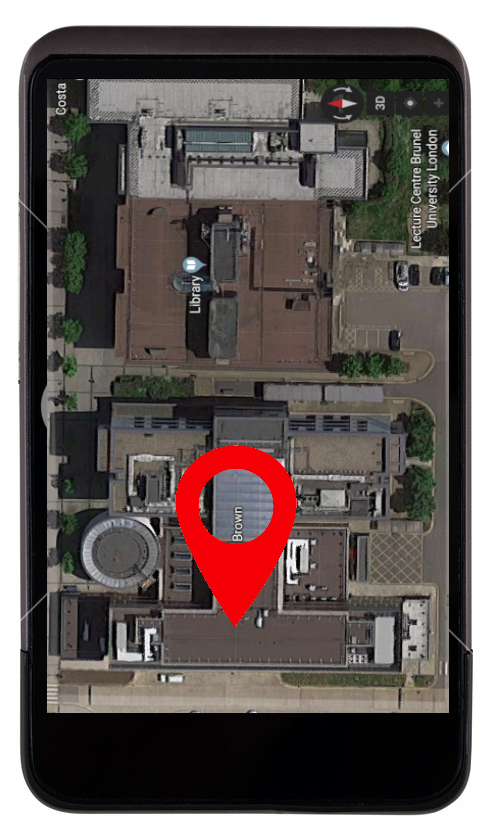 Costa
3D
Lecture Centre Brunel
University London
Library
Brown